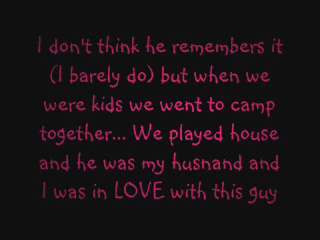 I don't think he remembers it
(I barely do) but when we
were kids we went to camp
together... We played house
and he was my husnand and
I was in LOVE with this guy